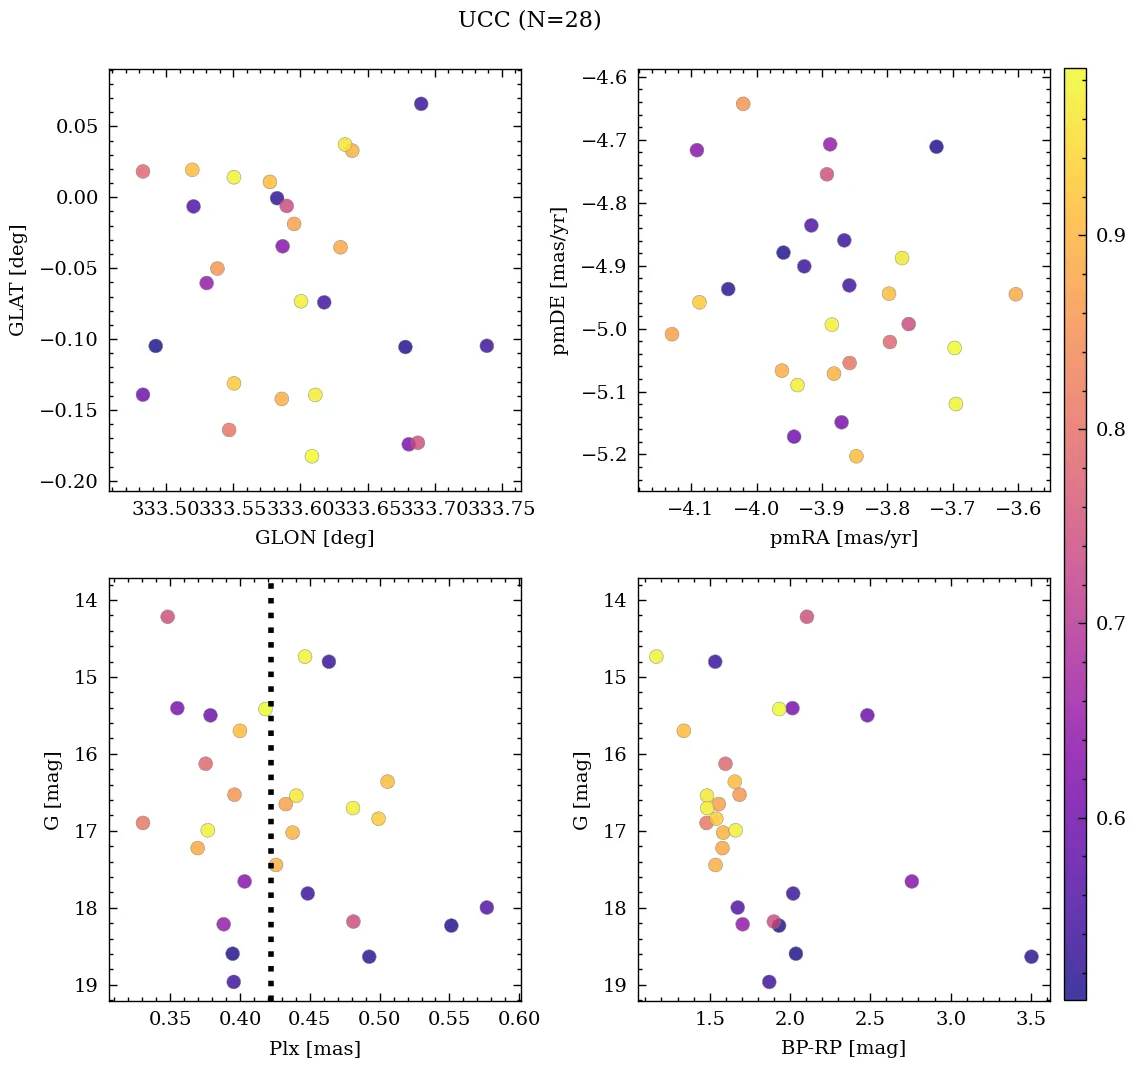 UCC (N=28)
0.05
0.00
−0.05
−0.10
−0.15
−0.20
GLAT [deg]
333.50 333.55 333.60 333.65 333.70 333.75
GLON [deg]
−4.6
−4.7
−4.8
−4.9
−5.0
−5.1
−5.2
pmDE [mas/yr]
−4.1 −4.0 −3.9 −3.8 −3.7 −3.6
pmRA [mas/yr]
14
15
16
17
18
19
G [mag]
0.35 0.40 0.45 0.50 0.55 0.60
Plx [mas]
14
15
16
17
18
19
G [mag]
1.5 2.0 2.5 3.0 3.5
BP-RP [mag]
0.9
0.8
0.7
0.6